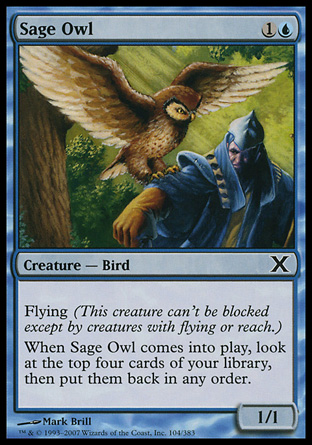 Sage Owl 1
Creature — Bird X
Flying (This creature can't be blocked
except by creatures with flying or reach.)
When Sage Owl comes into play, look
at the top four cards of your library,
then put them back in any order.
Mark Brill
™ & © 1993–2007 Wizards of the Coast, Inc. 104/383
1/1